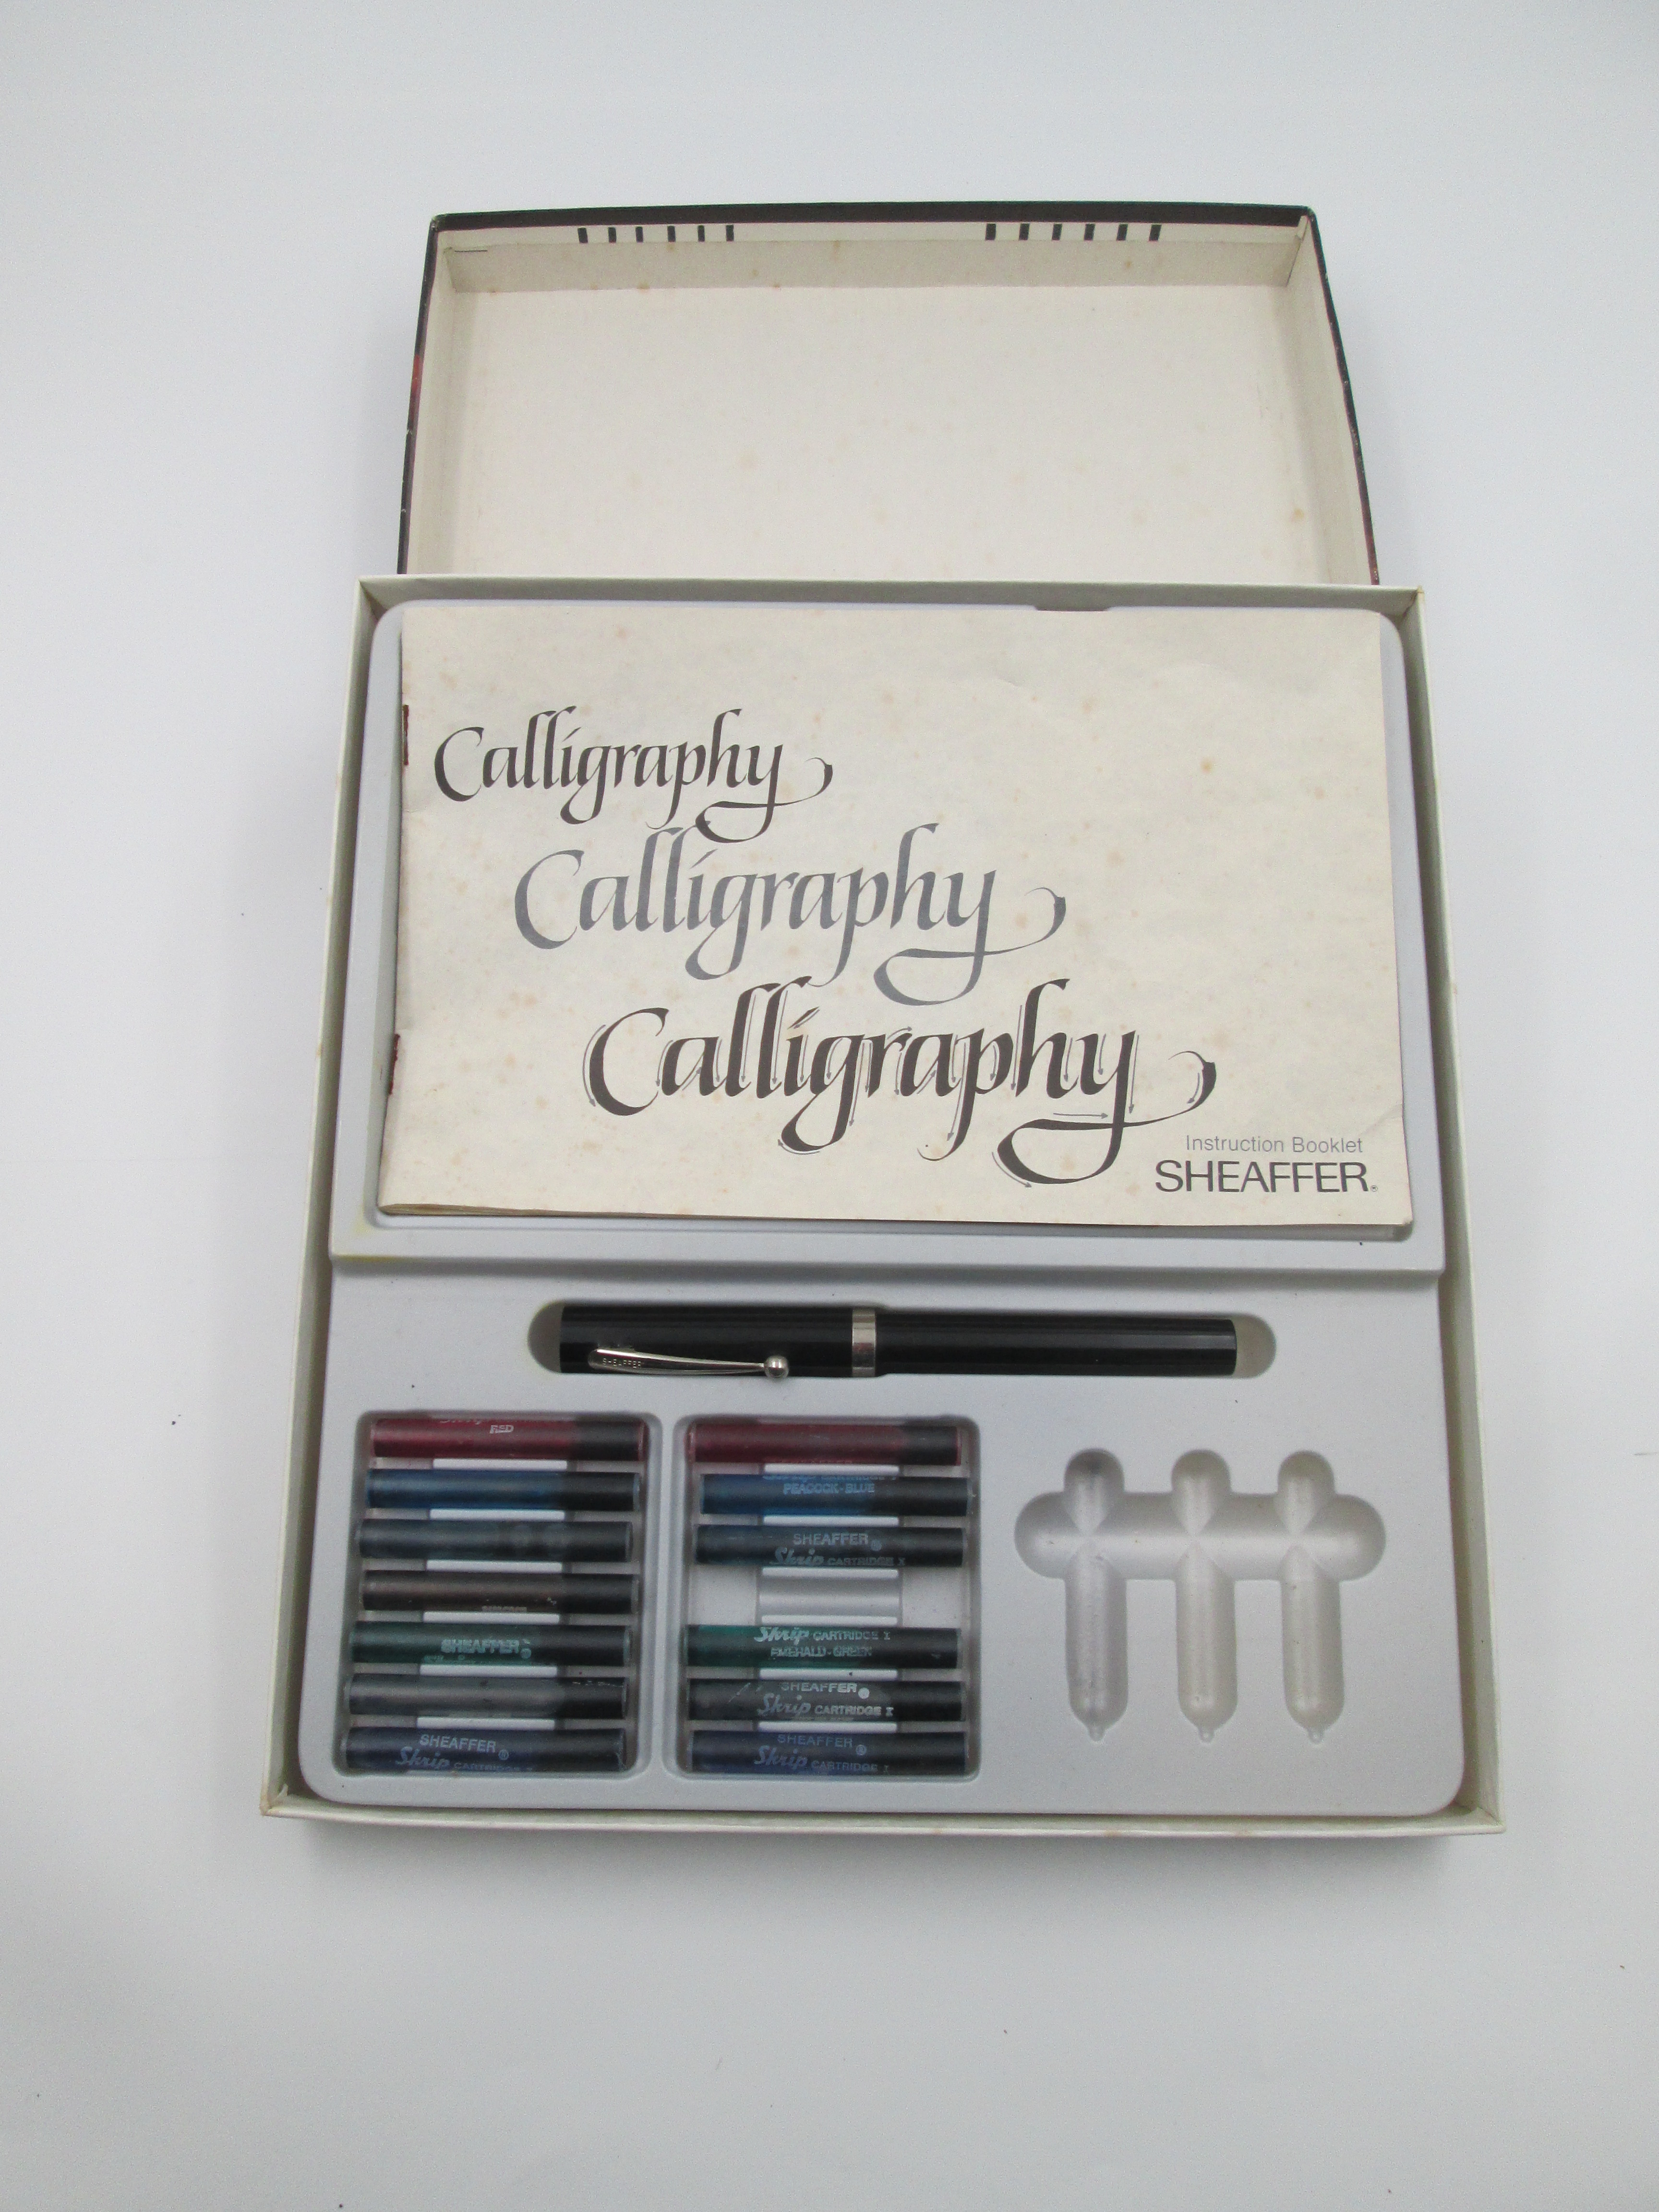 Calligraphy
Calligraphy
Calligraphy
Instruction Booklet
SHEAFFER®
SHEAFFER
RED
SHEAFFER
SHEAFFER®
Skrip CARTRIDGE I
PEACOCK-BLUE
SHEAFFER®
Skrip CARTRIDGE I
Skrip CARTRIDGE I
EMERALD-GREEN
SHEAFFER®
Skrip CARTRIDGE I
SHEAFFER®
Skrip CARTRIDGE I